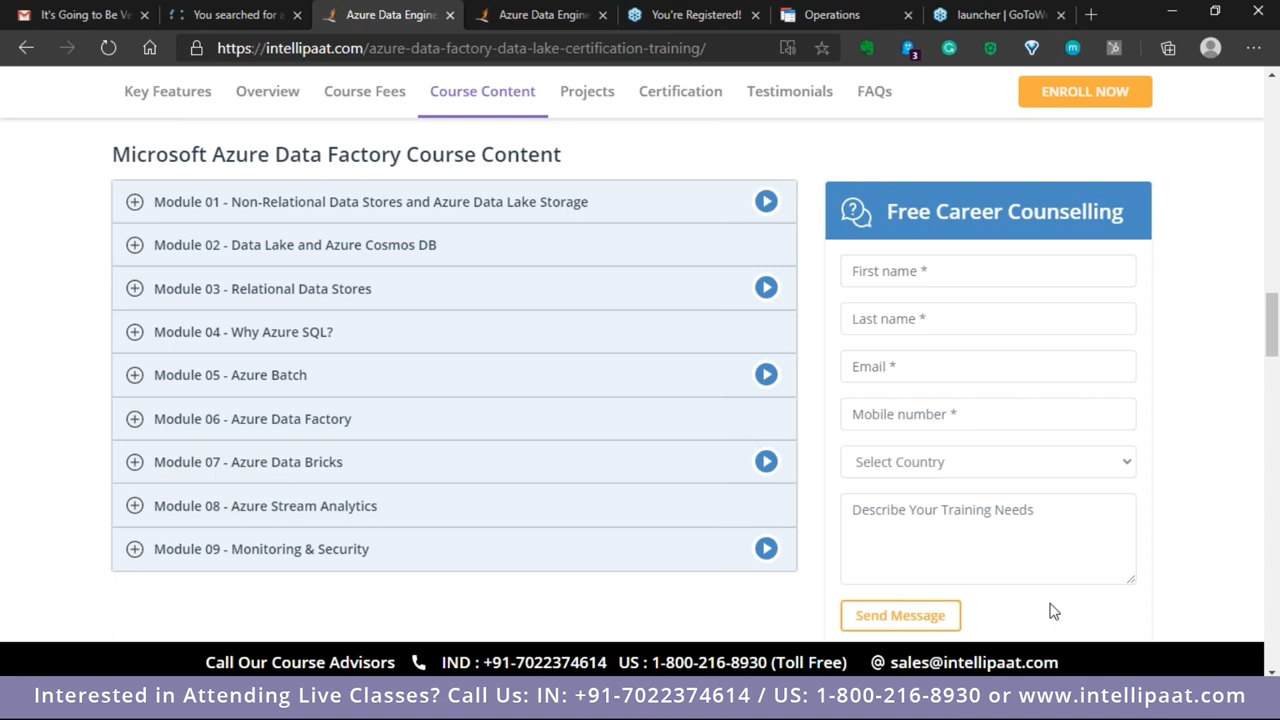 It's Going to Be Ve
You searched for a
Azure Data Engine
Azure Data Engine
You're Registered!
Operations
launcher | GoToWe
https://intellipaat.com/azure-data-factory-data-lake-certification-training/
3
Key Features
Overview
Course Fees
Course Content
Projects
Certification
Testimonials
FAQs
ENROLL NOW
Microsoft Azure Data Factory Course Content
Module 01 - Non-Relational Data Stores and Azure Data Lake Storage
Module 02 - Data Lake and Azure Cosmos DB
Module 03 - Relational Data Stores
Module 04 - Why Azure SQL?
Module 05 - Azure Batch
Module 06 - Azure Data Factory
Module 07 - Azure Data Bricks
Module 08 - Azure Stream Analytics
Module 09 - Monitoring & Security
Free Career Counselling
First name *
Last name *
Email *
Mobile number *
Select Country
Describe Your Training Needs
Send Message
Call Our Course Advisors IND : +91-7022374614 US : 1-800-216-8930 (Toll Free) @ sales@intellipaat.com
Interested in Attending Live Classes? Call Us: IN: +91-7022374614 / US: 1-800-216-8930 or www.intellipaat.com